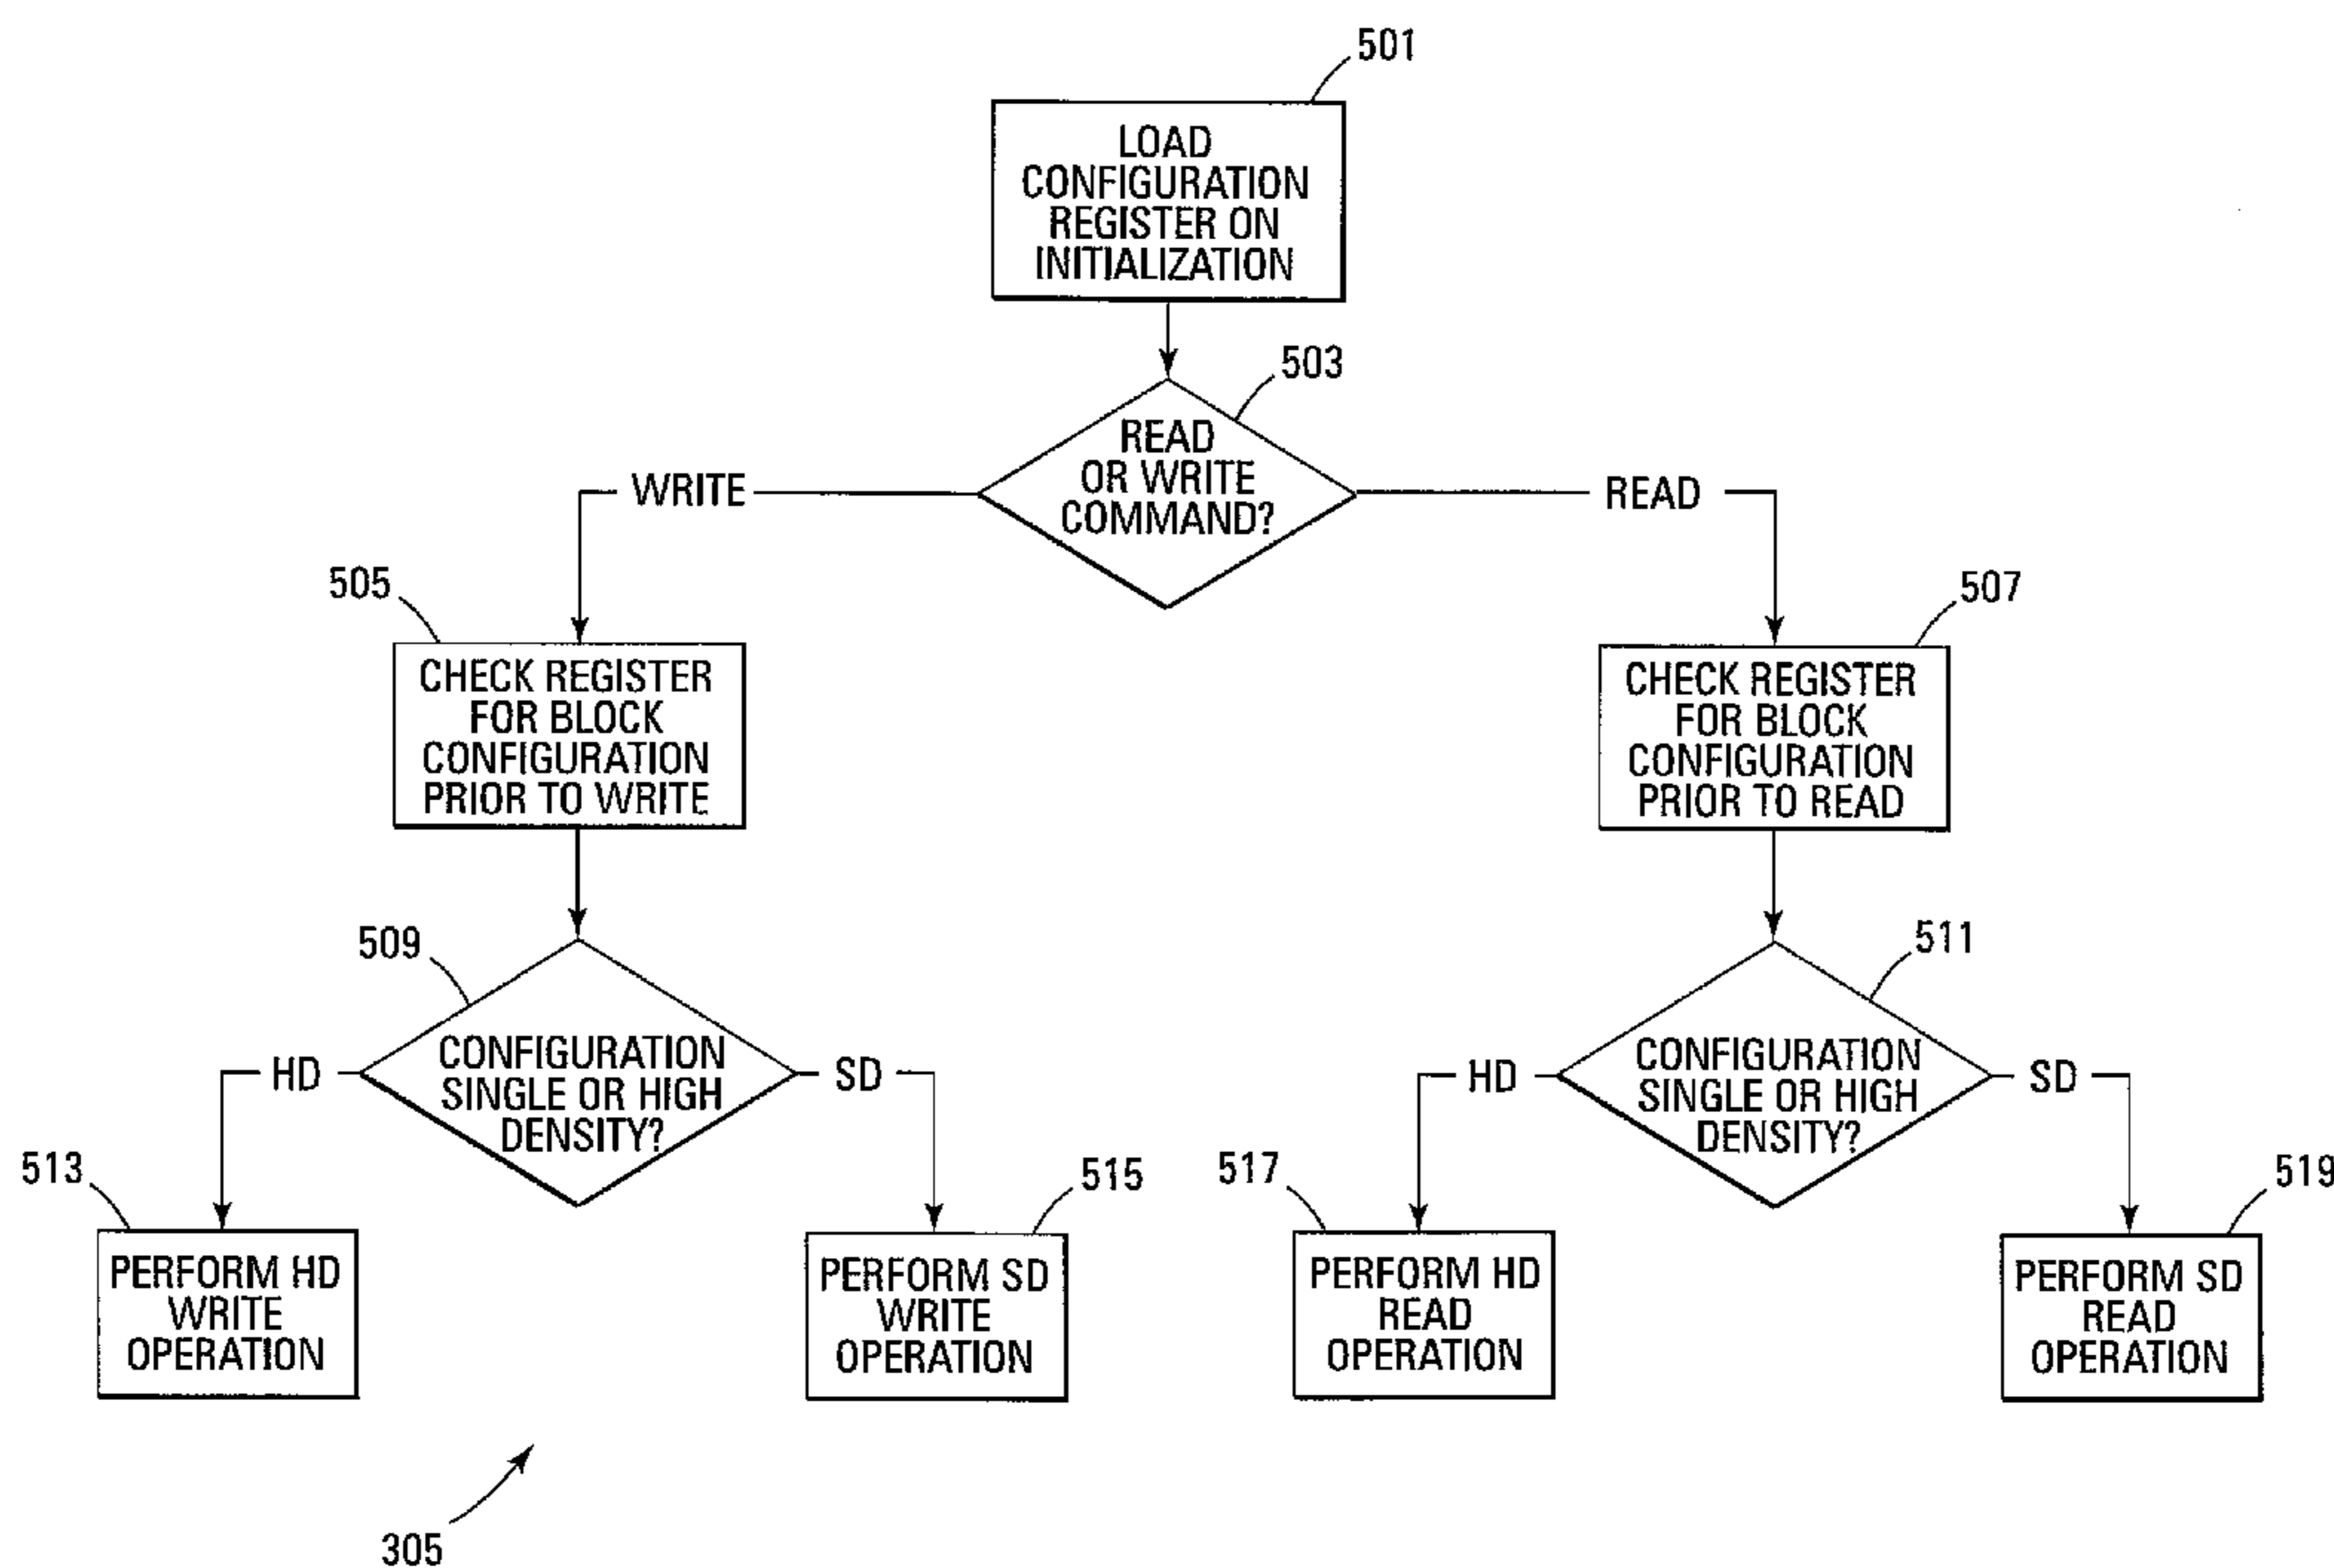 501
LOAD
CONFIGURATION
REGISTER ON
INITIALIZATION
503
READ
OR WRITE
COMMAND?
WRITE
READ
505
CHECK REGISTER
FOR BLOCK
CONFIGURATION
PRIOR TO WRITE
507
CHECK REGISTER
FOR BLOCK
CONFIGURATION
PRIOR TO READ
509
CONFIGURATION
SINGLE OR HIGH
DENSITY?
HD
SD
511
CONFIGURATION
SINGLE OR HIGH
DENSITY?
HD
SD
513
PERFORM HD
WRITE
OPERATION
515
PERFORM SD
WRITE
OPERATION
517
PERFORM HD
READ
OPERATION
519
PERFORM SD
READ
OPERATION
305